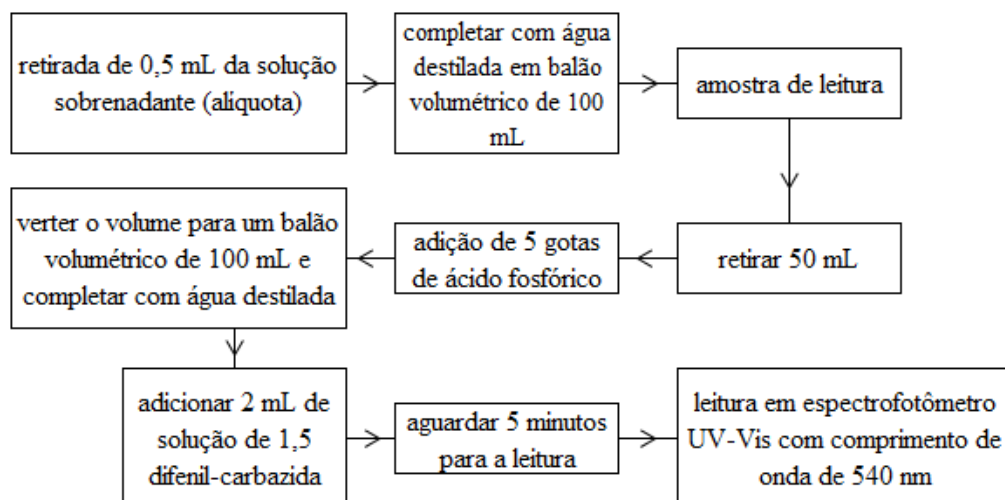 retirada de 0,5 mL da solução
sobrenadante (alíquota)
completar com água
destilada em balão
volumétrico de 100
mL
amostra de leitura
retirar 50 mL
adição de 5 gotas
de ácido fosfórico
verter o volume para um balão
volumétrico de 100 mL e
completar com água destilada
adicionar 2 mL de
solução de 1,5
difenil-carbazida
aguardar 5 minutos
para a leitura
leitura em espectrofotômetro
UV-Vis com comprimento de
onda de 540 nm